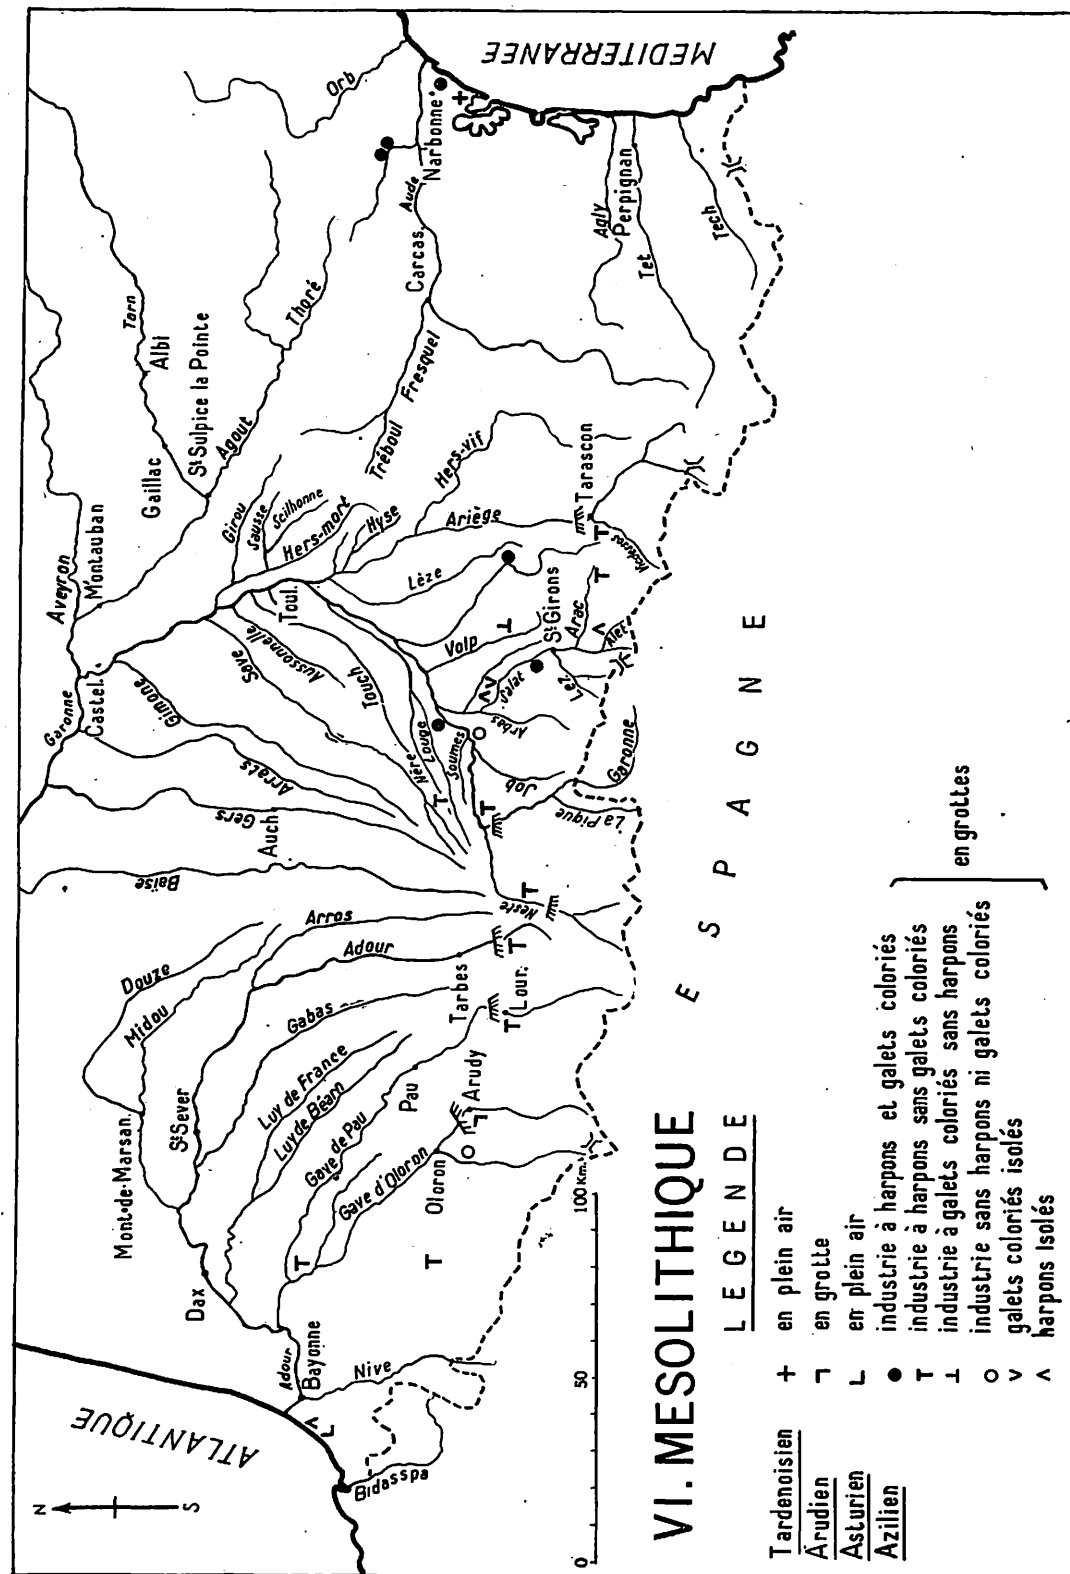 N
S
ATLANTIQUE
MEDITERRANEE
ESPAGNE
Orb
Narbonne
Aude
Carcas.
Agly
Perpignan
Tet
Tech
Tarn
Albi
Gaillac
St Sulpice la Pointe
Agout
Thoré
Fresquel
Tréboul
Hers-vif
Aveyron
Montauban
Garonne
Castel.
Girou
Sausse
Seilhonne
Hers-mort
Hyse
Ariège
Tarascon
Vicdessos
Lèze
Toul.
Volp
St Girons
Arac
Alet
Salat
Lez
Arbas
Gimone
Save
Aussonnelle
Touch
Nère
Louge
Soumes
Job
Garonne
La Pique
Arrats
Gers
Auch
Baïse
Neste
Arros
Adour
Tarbes
Lour.
Douze
Midou
Gabas
Mont-de-Marsan
St Sever
Luy de France
Luy de Béarn
Gave de Pau
Pau
Gave d'Oloron
Oloron
Arudy
Dax
Adour
Bayonne
Nive
Bidasspa
0
50
100 Km.
VI. MESOLITHIQUE
LEGENDE
Tardenoisien + en plein air
Arudien ┐ en grotte
Asturien L en plein air
Azilien ● industrie à harpons et galets coloriés
T industrie à harpons sans galets coloriés
⊥ industrie à galets coloriés sans harpons
○ industrie sans harpons ni galets coloriés
v galets coloriés isolés
ʌ harpons isolés
en grottes